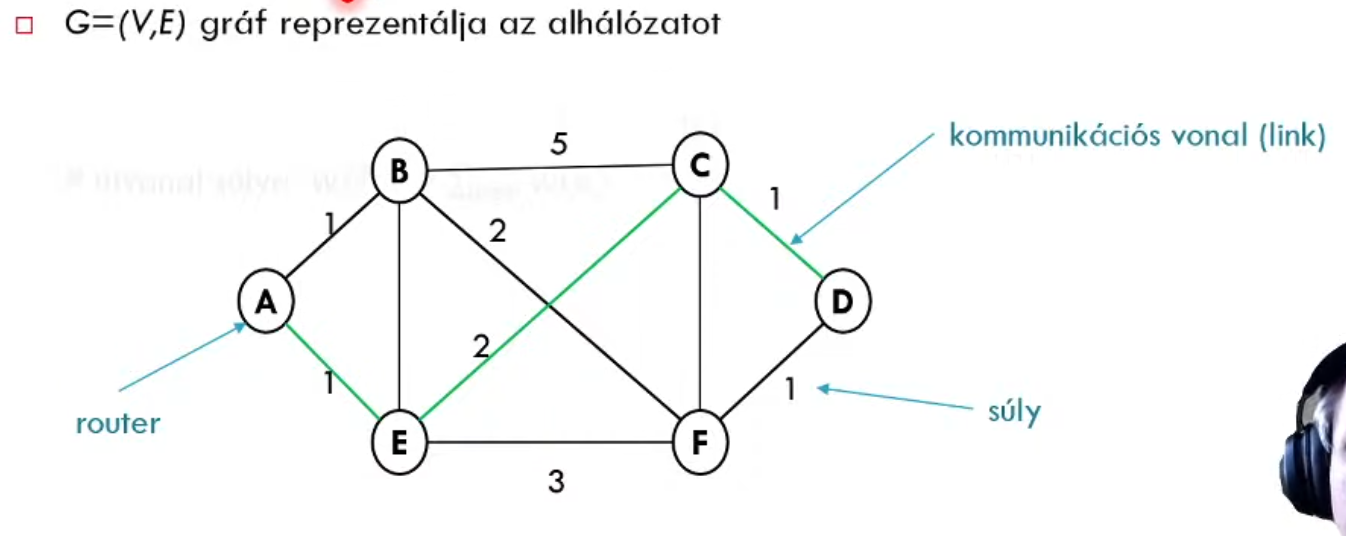 G=(V,E) gráf reprezentálja az alhálózatot
kommunikációs vonal (link)
5
B
C
1
1
2
A
D
2
1
1
router
súly
E
F
3